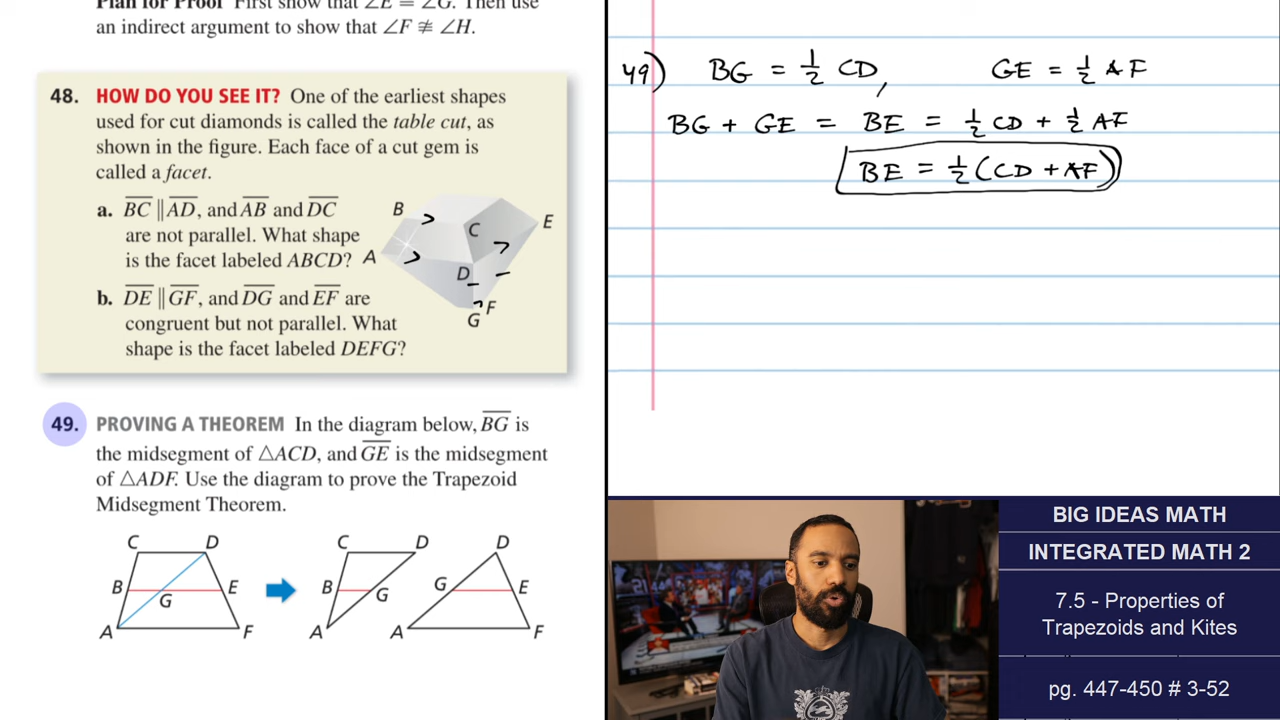 Plan for Proof First show that ∠E ≅ ∠G. Then use
an indirect argument to show that ∠F ≇ ∠H.
48. HOW DO YOU SEE IT? One of the earliest shapes
used for cut diamonds is called the table cut, as
shown in the figure. Each face of a cut gem is
called a facet.
a. BC ∥ AD, and AB and DC
are not parallel. What shape
is the facet labeled ABCD?
b. DE ∥ GF, and DG and EF are
congruent but not parallel. What
shape is the facet labeled DEFG?
B
C
E
A
D
F
G
49. PROVING A THEOREM In the diagram below, BG is
the midsegment of △ACD, and GE is the midsegment
of △ADF. Use the diagram to prove the Trapezoid
Midsegment Theorem.
C D C D D
B G E B G G E
A F A A F
49) BG = ½ CD, GE = ½ AF
BG + GE = BE = ½ CD + ½ AF
BE = ½ (CD + AF)
BIG IDEAS MATH
INTEGRATED MATH 2
7.5 - Properties of
Trapezoids and Kites
pg. 447-450 # 3-52